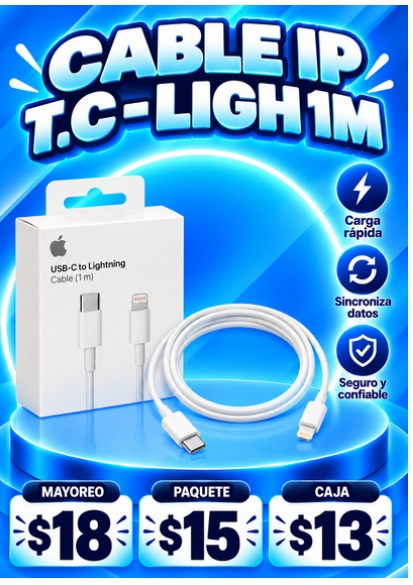 CABLE IP
T.C-LIGH 1M
USB-C to Lightning
Cable (1 m)
Carga
rápida
Sincroniza
datos
Seguro y
confiable
MAYOREO
$18
PAQUETE
$15
CAJA
$13